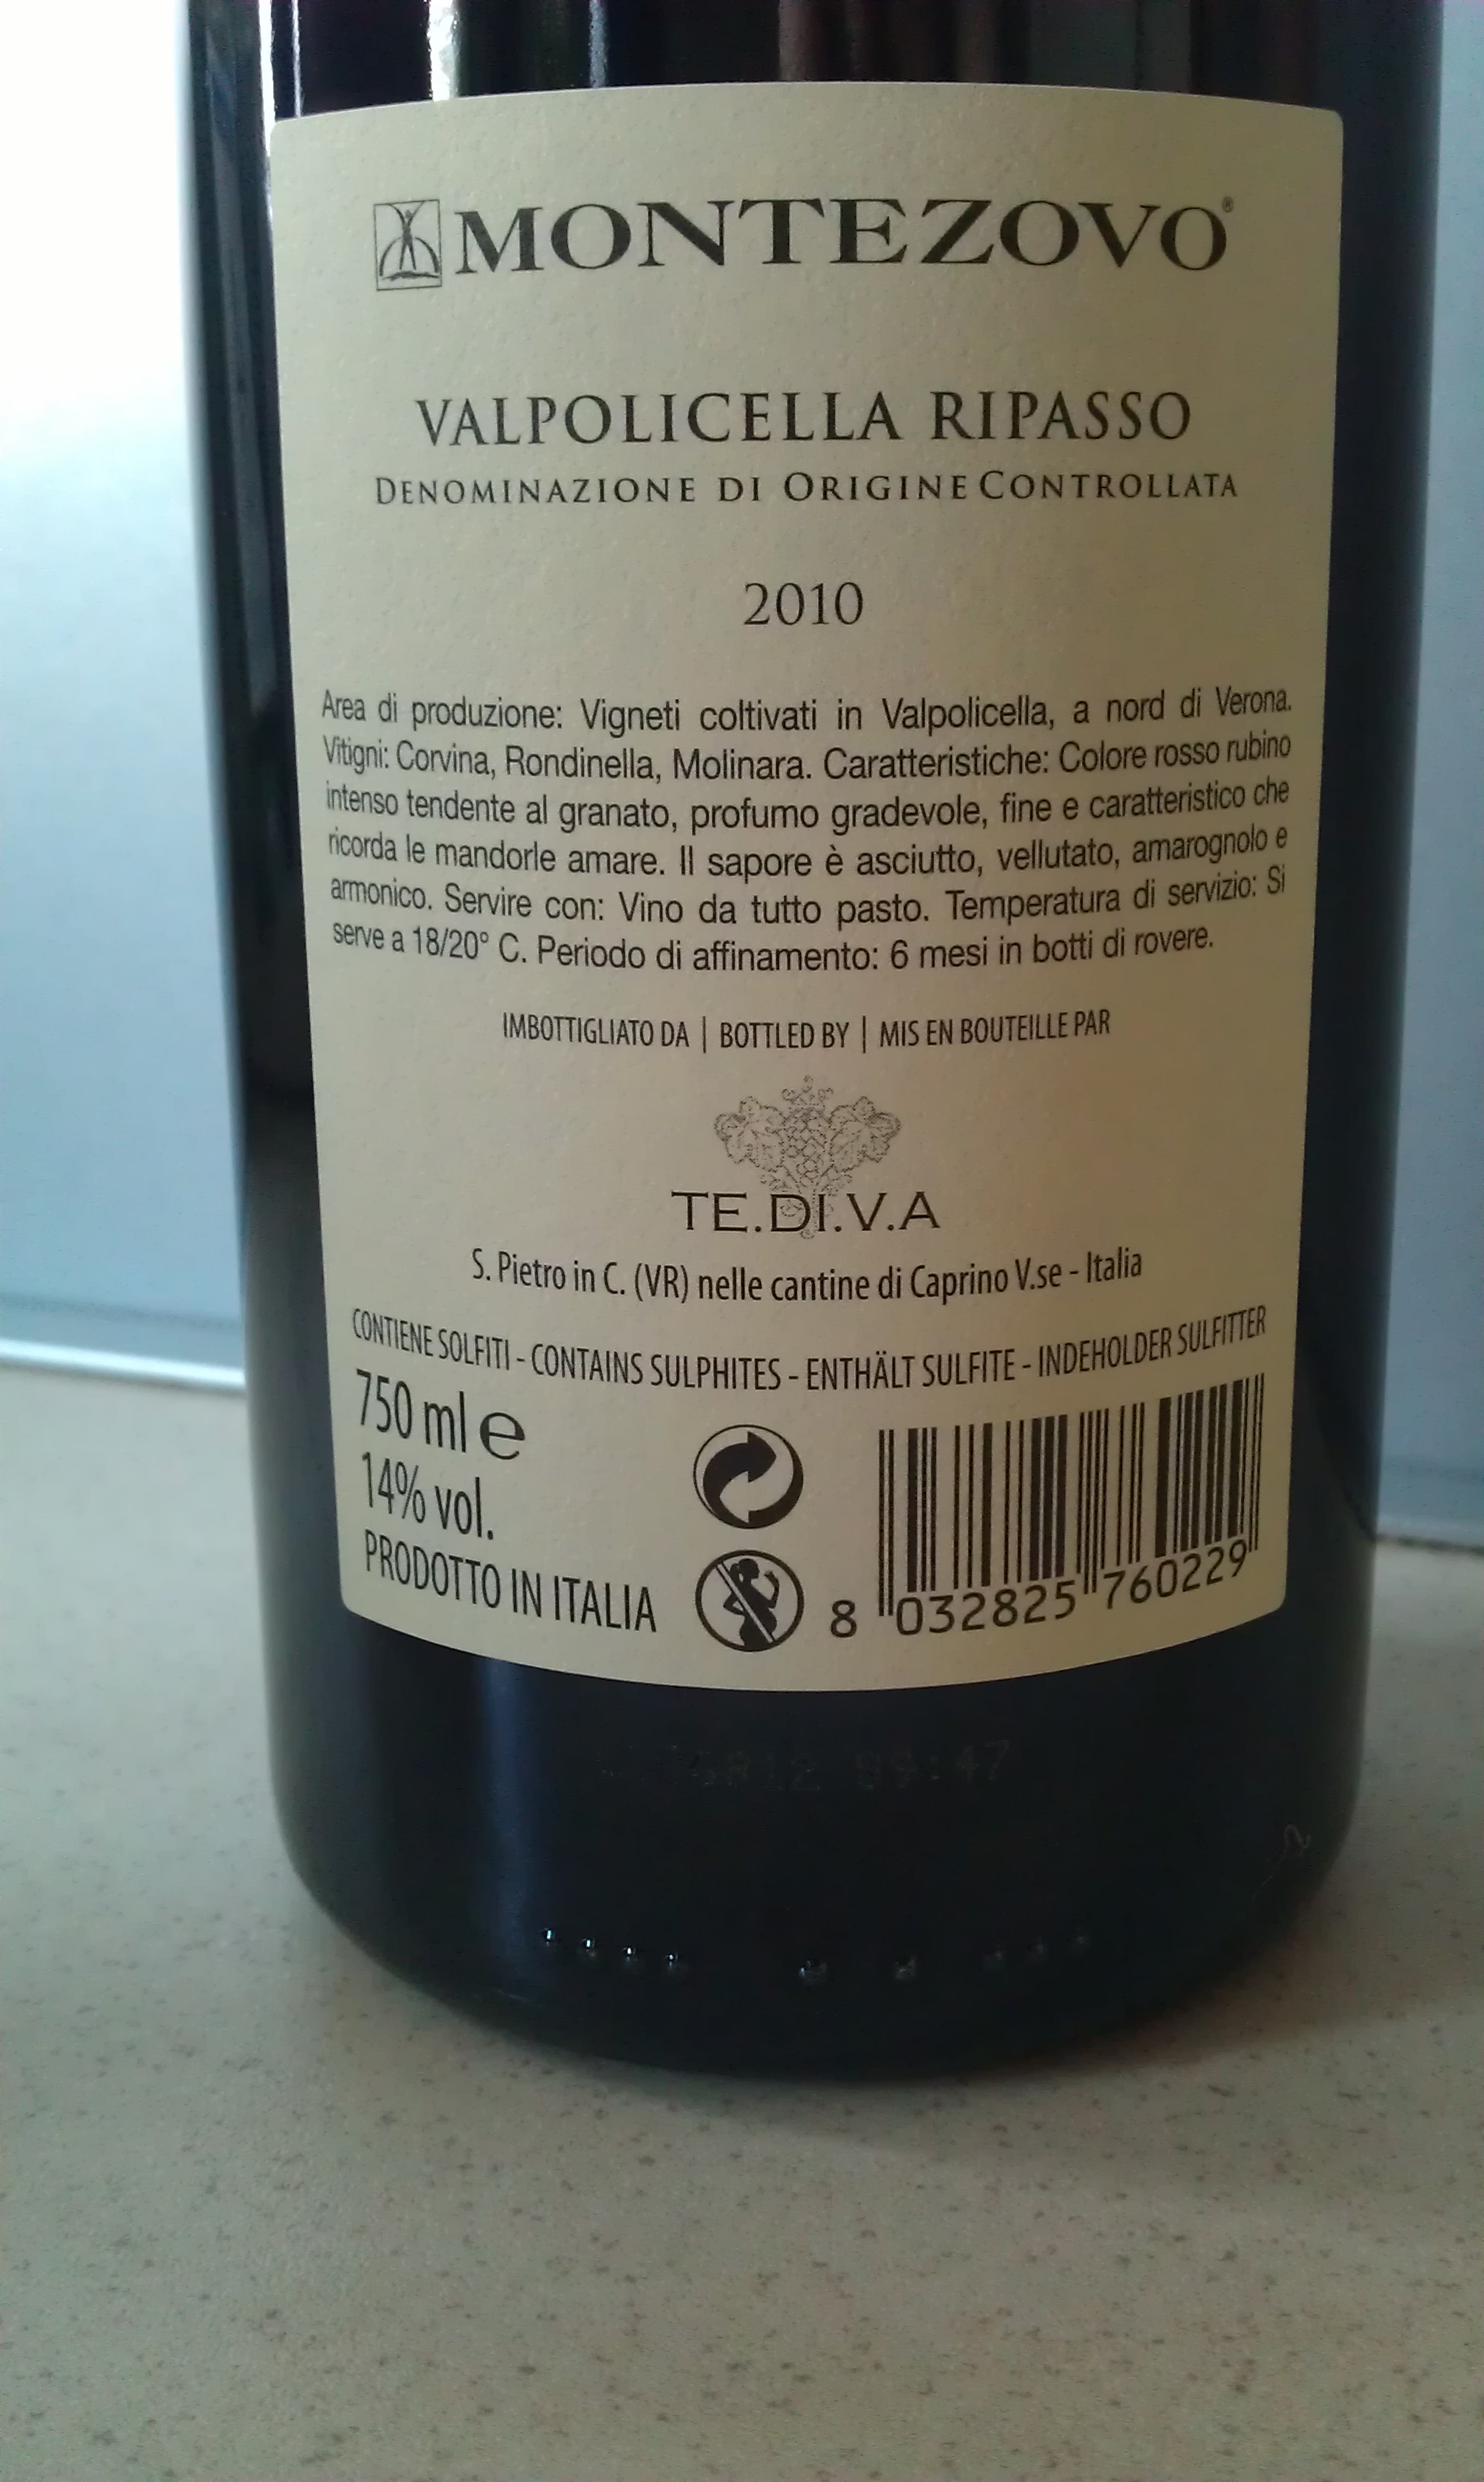 MONTEZOVO®
VALPOLICELLA RIPASSO
DENOMINAZIONE DI ORIGINE CONTROLLATA
2010
Area di produzione: Vigneti coltivati in Valpolicella, a nord di Verona.
Vitigni: Corvina, Rondinella, Molinara. Caratteristiche: Colore rosso rubino
intenso tendente al granato, profumo gradevole, fine e caratteristico che
ricorda le mandorle amare. Il sapore è asciutto, vellutato, amarognolo e
armonico. Servire con: Vino da tutto pasto. Temperatura di servizio: Si
serve a 18/20° C. Periodo di affinamento: 6 mesi in botti di rovere.
IMBOTTIGLIATO DA | BOTTLED BY | MIS EN BOUTEILLE PAR
TE.DI.V.A
S. Pietro in C. (VR) nelle cantine di Caprino V.se - Italia
CONTIENE SOLFITI - CONTAINS SULPHITES - ENTHÄLT SULFITE - INDEHOLDER SULFITTER
750 ml e
14% vol.
PRODOTTO IN ITALIA
8 032825 760229